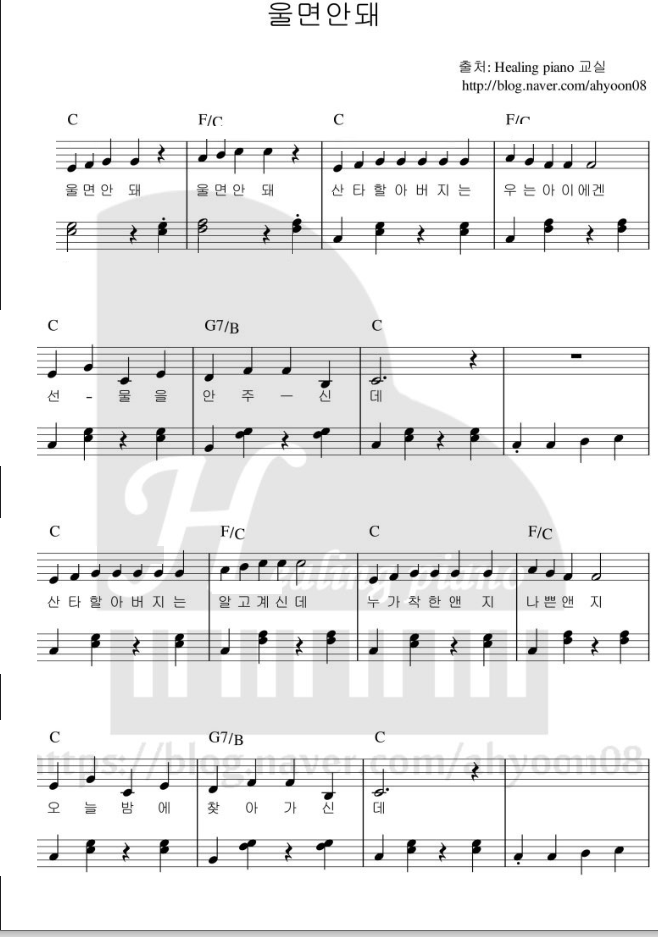 울면안돼
출처: Healing piano 교실
http://blog.naver.com/ahyoon08
C F/C C F/C
울 면 안 돼 울 면 안 돼 산 타 할 아 버 지 는 우 는 아 이 에 겐
C G7/B C
선 - 물 을 안 주 ー 신 데
C F/C C F/C
산 타 할 아 버 지 는 알 고 계 신 데 누 가 착 한 앤 지 나 쁜 앤 지
C G7/B C
오 늘 밤 에 찾 아 가 신 데
Healing piano
https://blog.naver.com/ahyoon08